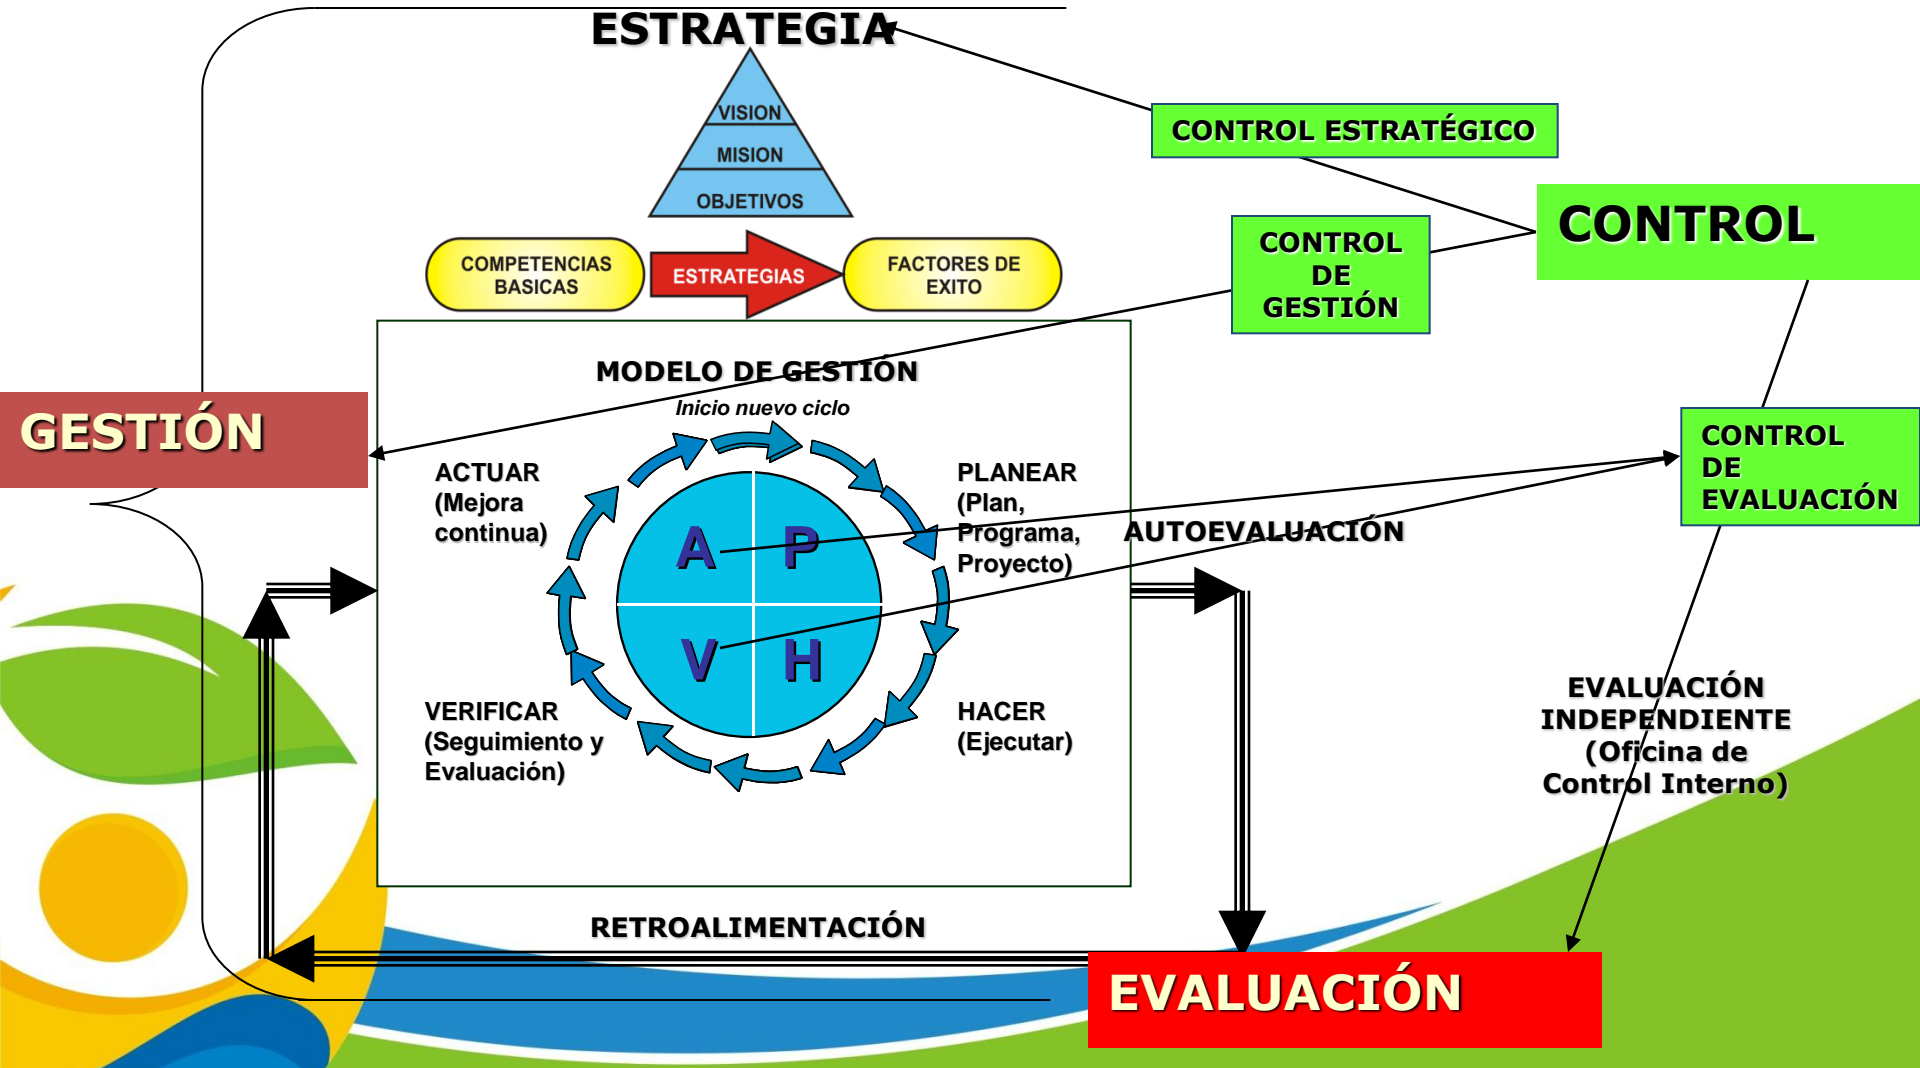 ESTRATEGIA
VISION
MISION
OBJETIVOS
COMPETENCIAS
BASICAS
ESTRATEGIAS
FACTORES DE
EXITO
CONTROL ESTRATÉGICO
CONTROL
CONTROL
DE
GESTIÓN
GESTIÓN
MODELO DE GESTIÓN
Inicio nuevo ciclo
ACTUAR
(Mejora
continua)
PLANEAR
(Plan,
Programa,
Proyecto)
A
P
V
H
VERIFICAR
(Seguimiento y
Evaluación)
HACER
(Ejecutar)
AUTOEVALUACIÓN
CONTROL
DE
EVALUACIÓN
EVALUACIÓN
INDEPENDIENTE
(Oficina de
Control Interno)
RETROALIMENTACIÓN
EVALUACIÓN